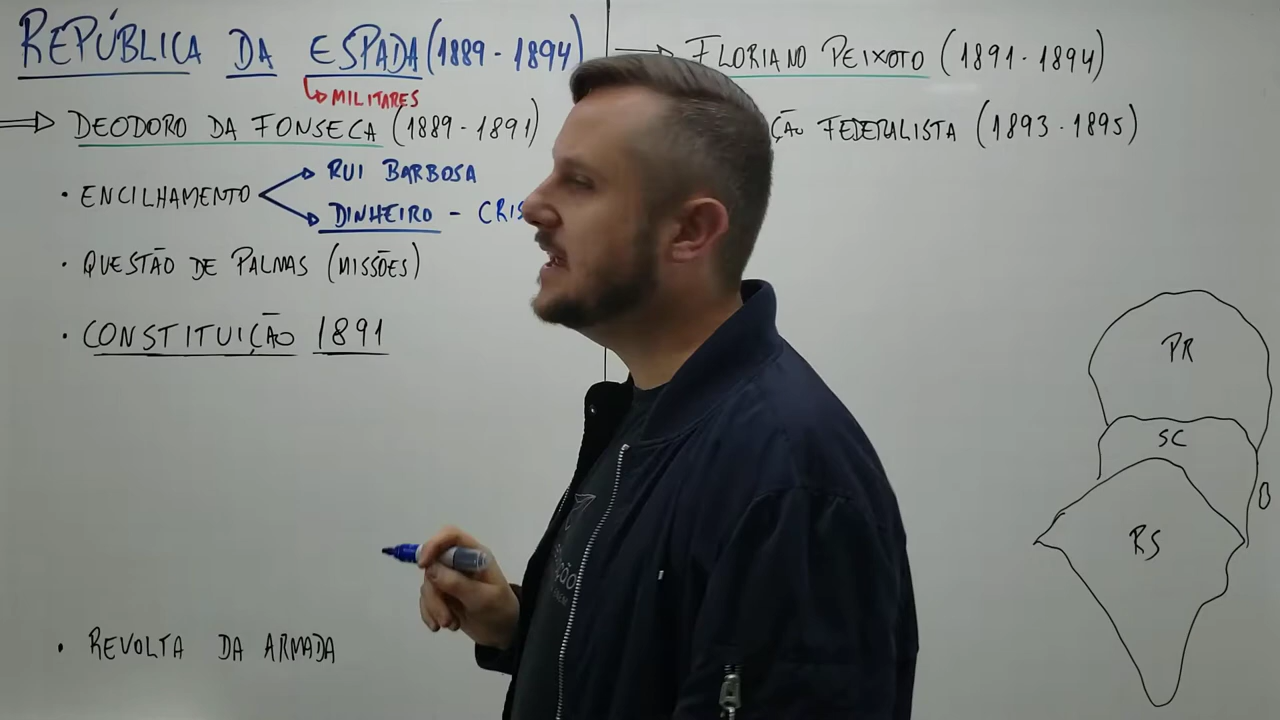 REPÚBLICA DA ESPADA (1889 - 1894)
MILITARES
DEODORO DA FONSECA (1889 - 1891)
• ENCILHAMENTO
RUI BARBOSA
DINHEIRO - CRIS
• QUESTÃO DE PALMAS (MISSÕES)
• CONSTITUIÇÃO 1891
• REVOLTA DA ARMADA
FLORIANO PEIXOTO (1891 - 1894)
ÇÃO FEDERALISTA (1893 - 1895)
PR
SC
RS